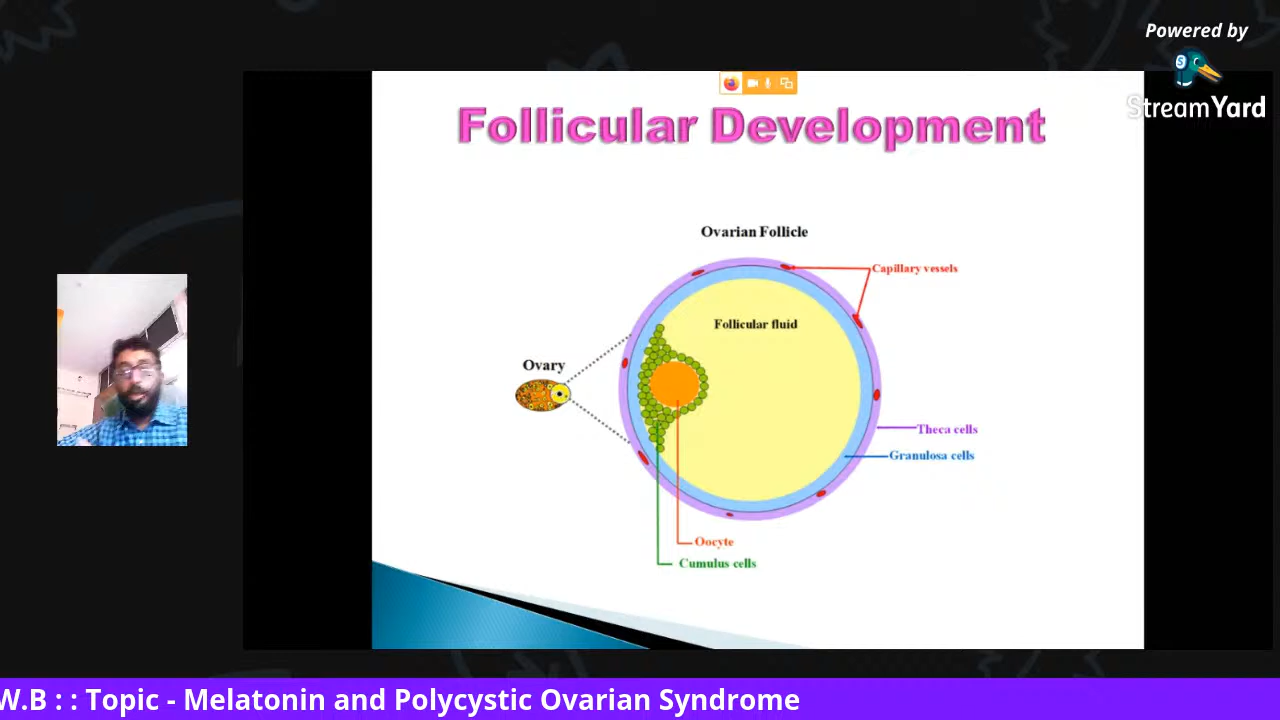 Powered by
StreamYard
Follicular Development
Ovarian Follicle
Capillary vessels
Follicular fluid
Ovary
Theca cells
Granulosa cells
Oocyte
Cumulus cells
W.B : : Topic - Melatonin and Polycystic Ovarian Syndrome